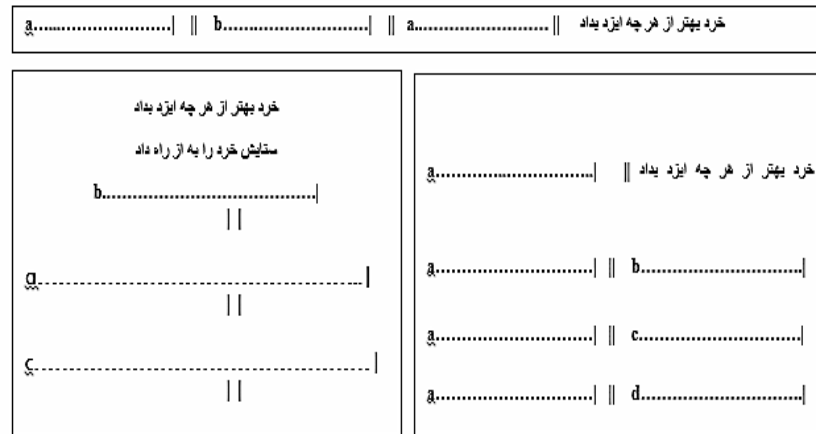 خرد بهتر از هر چه ایزد بداد || a.............................. || b..............................| || a..............................|
خرد بهتر از هر چه ایزد بداد || a..............................|
a..............................| || b..............................|
a..............................| || c..............................|
a..............................| || d..............................|
خرد بهتر از هر چه ایزد بداد
ستایش خرد را به از راه داد
b........................................|
||
a........................................|
||
c........................................|
||